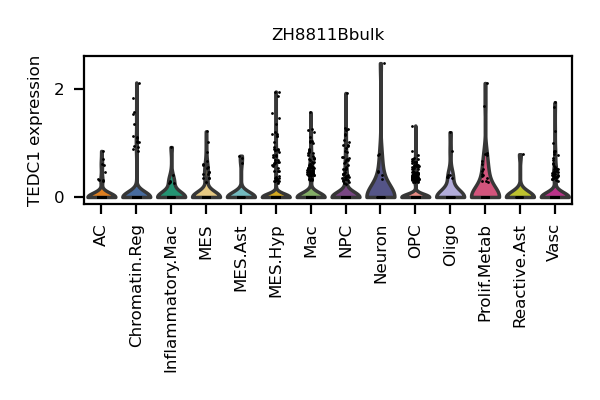 ZH8811Bbulk
TEDC1 expression
2
0
AC
Chromatin.Reg
Inflammatory.Mac
MES
MES.Ast
MES.Hyp
Mac
NPC
Neuron
OPC
Oligo
Prolif.Metab
Reactive.Ast
Vasc